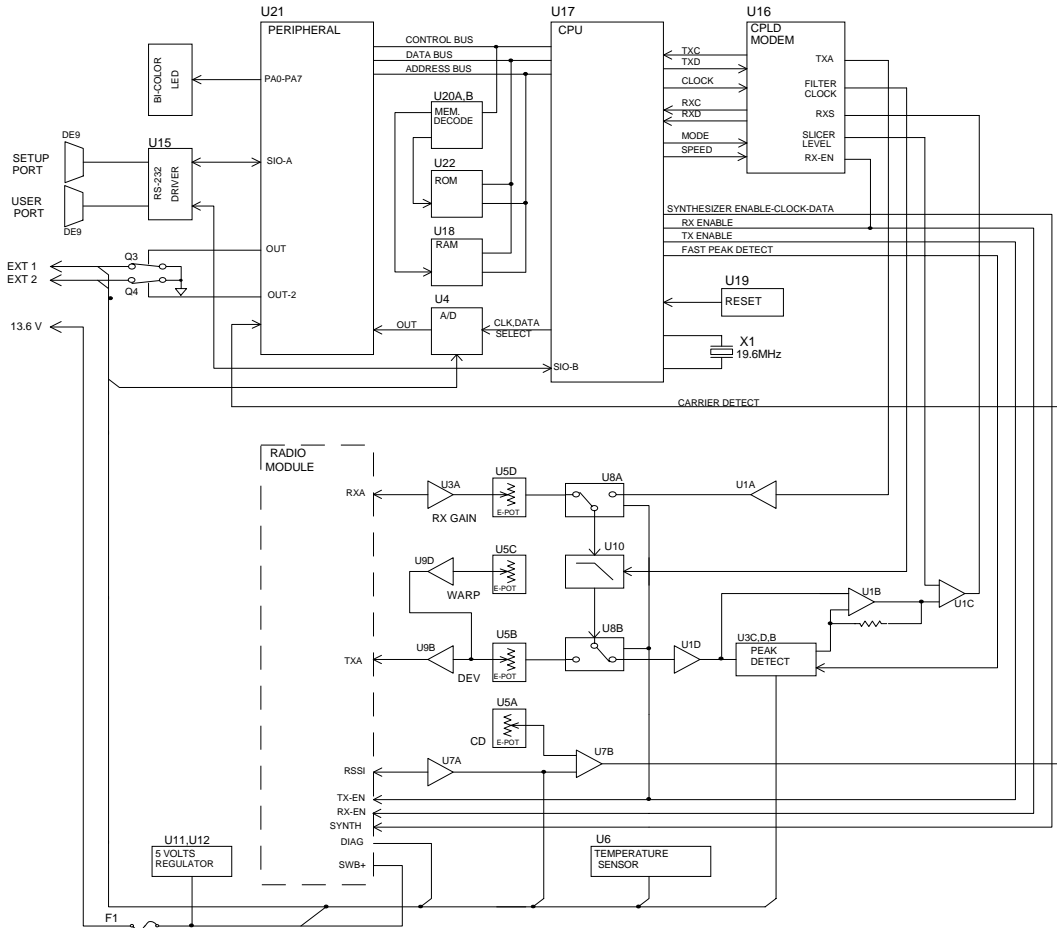 U21
U17
U16
PERIPHERAL
CPU
CPLD
MODEM
CONTROL BUS
DATA BUS
ADDRESS BUS
TXC
TXD
CLOCK
RXC
RXD
MODE
SPEED
TXA
FILTER
CLOCK
RXS
SLICER
LEVEL
RX-EN
BI-COLOR
LED
PA0-PA7
U20A,B
MEM.
DECODE
DE9
U15
SETUP
PORT
RS-232
DRIVER
SIO-A
U22
ROM
USER
PORT
DE9
SYNTHESIZER ENABLE-CLOCK-DATA
RX ENABLE
TX ENABLE
FAST PEAK DETECT
U18
RAM
OUT
Q3
EXT 1
EXT 2
Q4
OUT-2
U19
RESET
U4
A/D
OUT
CLK,DATA
SELECT
13.6 V
X1
19.6MHz
SIO-B
CARRIER DETECT
RADIO
MODULE
RXA
U3A
RX GAIN
U5D
E-POT
U8A
U1A
U9D
WARP
U5C
E-POT
U10
U1B
U1C
TXA
U9B
DEV
U5B
E-POT
U8B
U1D
U3C,D,B
PEAK
DETECT
U5A
E-POT
CD
RSSI
U7A
U7B
TX-EN
RX-EN
SYNTH
DIAG
SWB+
U11,U12
5 VOLTS
REGULATOR
U6
TEMPERATURE
SENSOR
F1